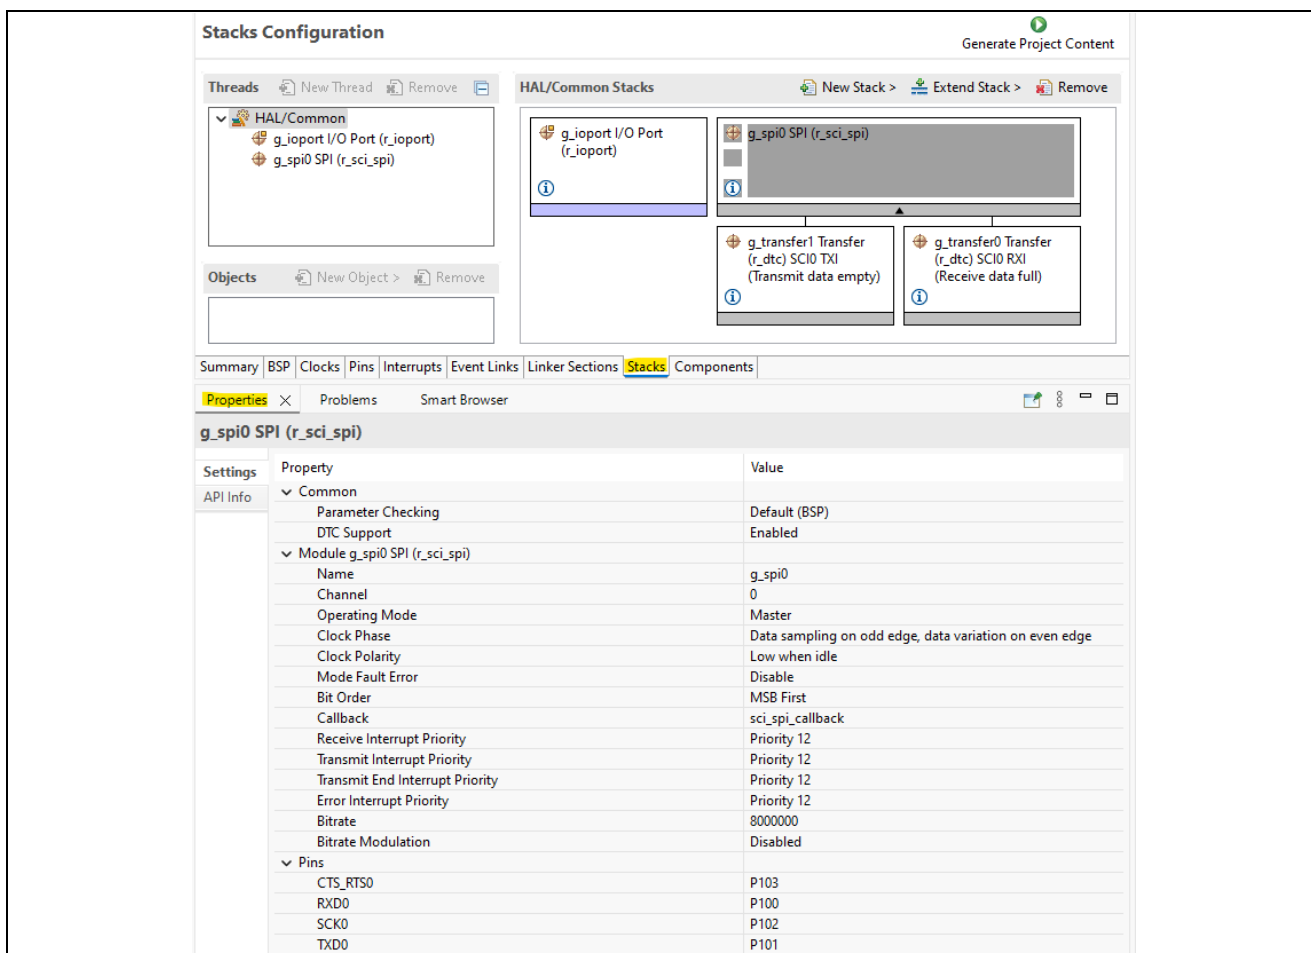 Stacks Configuration
Generate Project Content
Threads New Thread Remove
HAL/Common
g_ioport I/O Port (r_ioport)
g_spi0 SPI (r_sci_spi)
Objects New Object > Remove
HAL/Common Stacks New Stack > Extend Stack > Remove
g_ioport I/O Port
(r_ioport)
g_spi0 SPI (r_sci_spi)
g_transfer1 Transfer
(r_dtc) SCI0 TXI
(Transmit data empty)
g_transfer0 Transfer
(r_dtc) SCI0 RXI
(Receive data full)
Summary BSP Clocks Pins Interrupts Event Links Linker Sections Stacks Components
Properties Problems Smart Browser
g_spi0 SPI (r_sci_spi)
Settings
API Info
Property Value
Common
Parameter Checking Default (BSP)
DTC Support Enabled
Module g_spi0 SPI (r_sci_spi)
Name g_spi0
Channel 0
Operating Mode Master
Clock Phase Data sampling on odd edge, data variation on even edge
Clock Polarity Low when idle
Mode Fault Error Disable
Bit Order MSB First
Callback sci_spi_callback
Receive Interrupt Priority Priority 12
Transmit Interrupt Priority Priority 12
Transmit End Interrupt Priority Priority 12
Error Interrupt Priority Priority 12
Bitrate 8000000
Bitrate Modulation Disabled
Pins
CTS_RTS0 P103
RXD0 P100
SCK0 P102
TXD0 P101